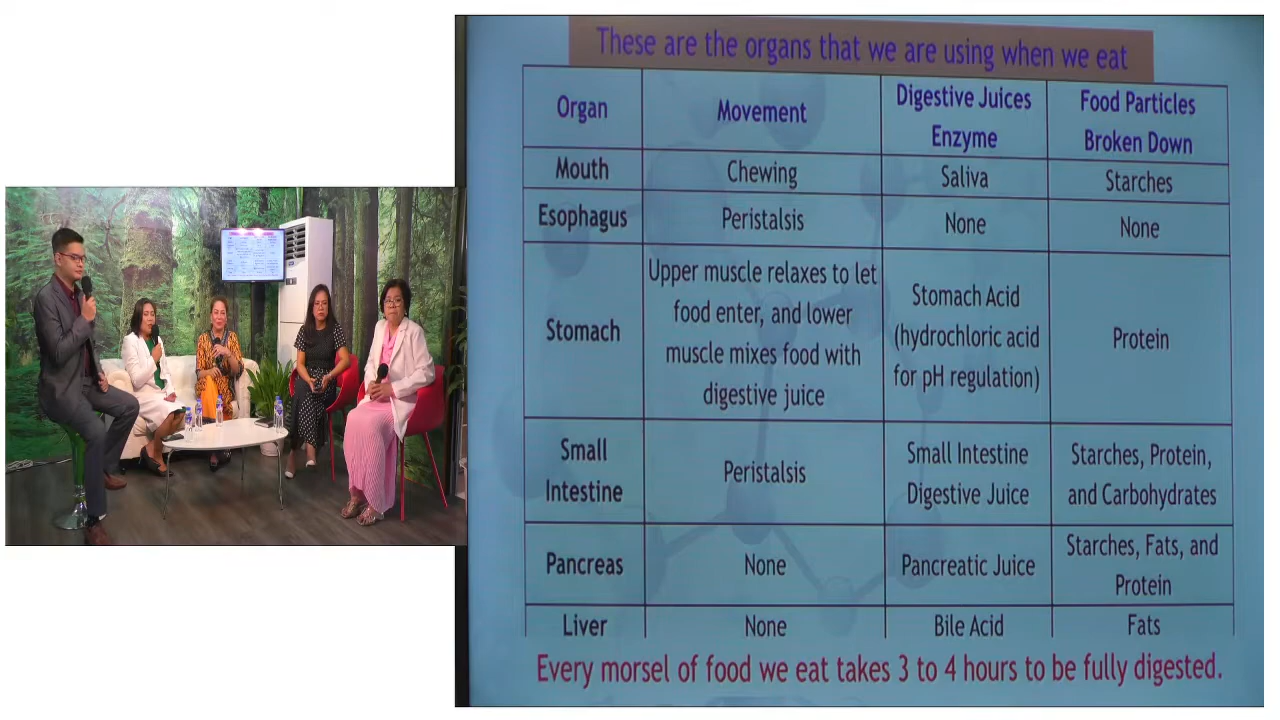 These are the organs that we are using when we eat
Organ
Movement
Digestive Juices
Enzyme
Food Particles
Broken Down
Mouth
Chewing
Saliva
Starches
Esophagus
Peristalsis
None
None
Stomach
Upper muscle relaxes to let
food enter, and lower
muscle mixes food with
digestive juice
Stomach Acid
(hydrochloric acid
for pH regulation)
Protein
Small
Intestine
Peristalsis
Small Intestine
Digestive Juice
Starches, Protein,
and Carbohydrates
Pancreas
None
Pancreatic Juice
Starches, Fats, and
Protein
Liver
None
Bile Acid
Fats
Every morsel of food we eat takes 3 to 4 hours to be fully digested.